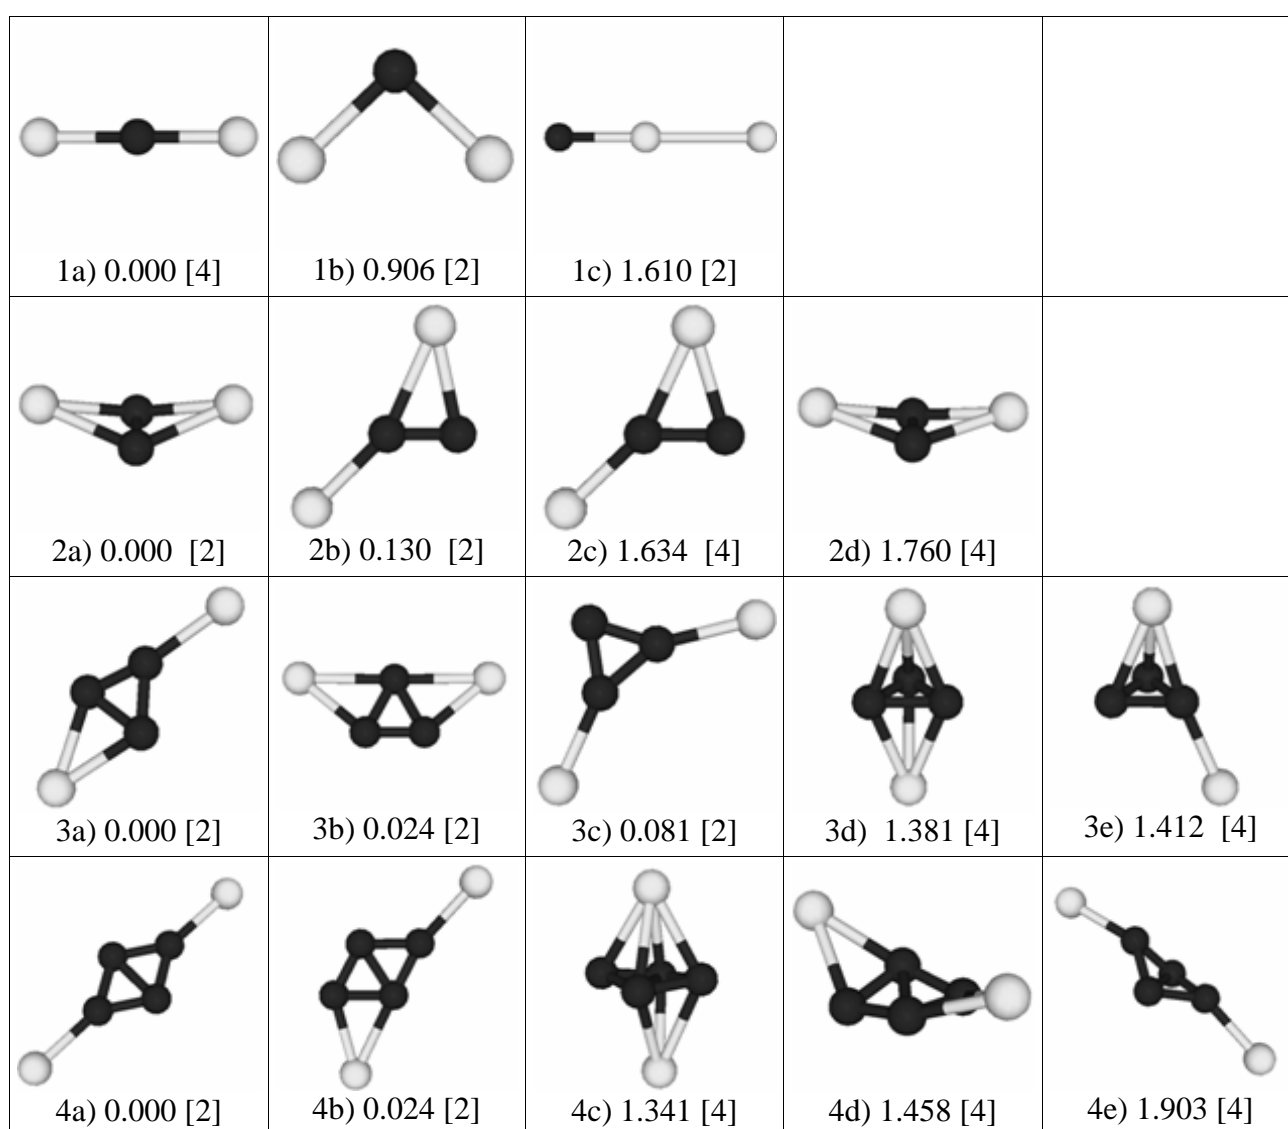 1a) 0.000 [4]
1b) 0.906 [2]
1c) 1.610 [2]
2a) 0.000 [2]
2b) 0.130 [2]
2c) 1.634 [4]
2d) 1.760 [4]
3a) 0.000 [2]
3b) 0.024 [2]
3c) 0.081 [2]
3d) 1.381 [4]
3e) 1.412 [4]
4a) 0.000 [2]
4b) 0.024 [2]
4c) 1.341 [4]
4d) 1.458 [4]
4e) 1.903 [4]